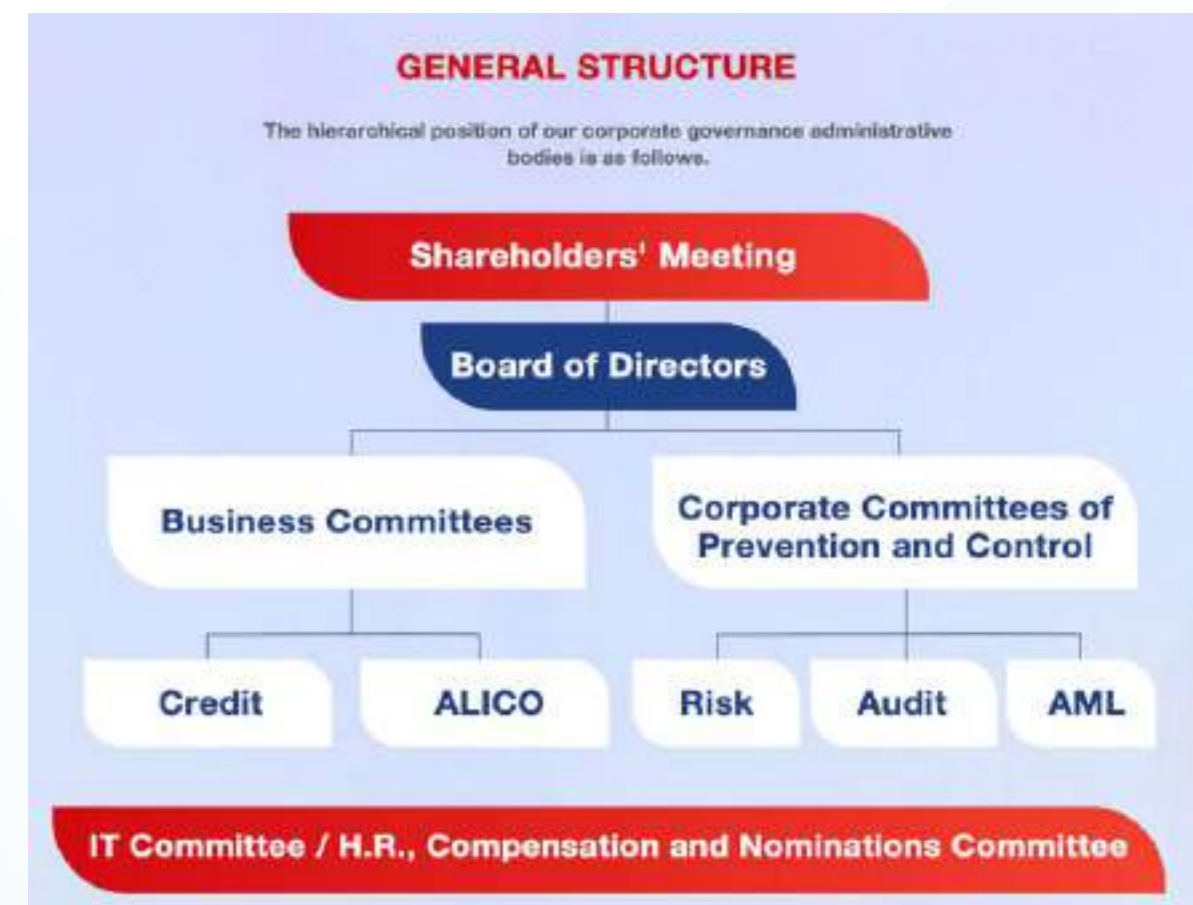 GENERAL STRUCTURE
The hierarchical position of our corporate governance administrative
bodies is as follows.
Shareholders' Meeting
Board of Directors
Business Committees
Corporate Committees of
Prevention and Control
Credit
ALICO
Risk
Audit
AML
IT Committee / H.R., Compensation and Nominations Committee